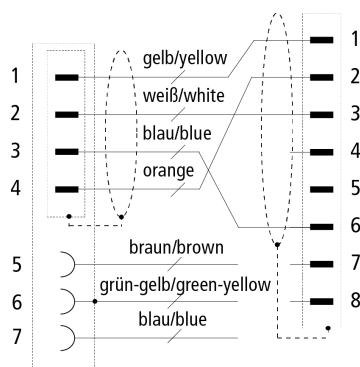 1
gelb/yellow
1
2
weiß/white
2
3
blau/blue
3
4
orange
4
5
6
5
braun/brown
7
6
grün-gelb/green-yellow
8
7
blau/blue